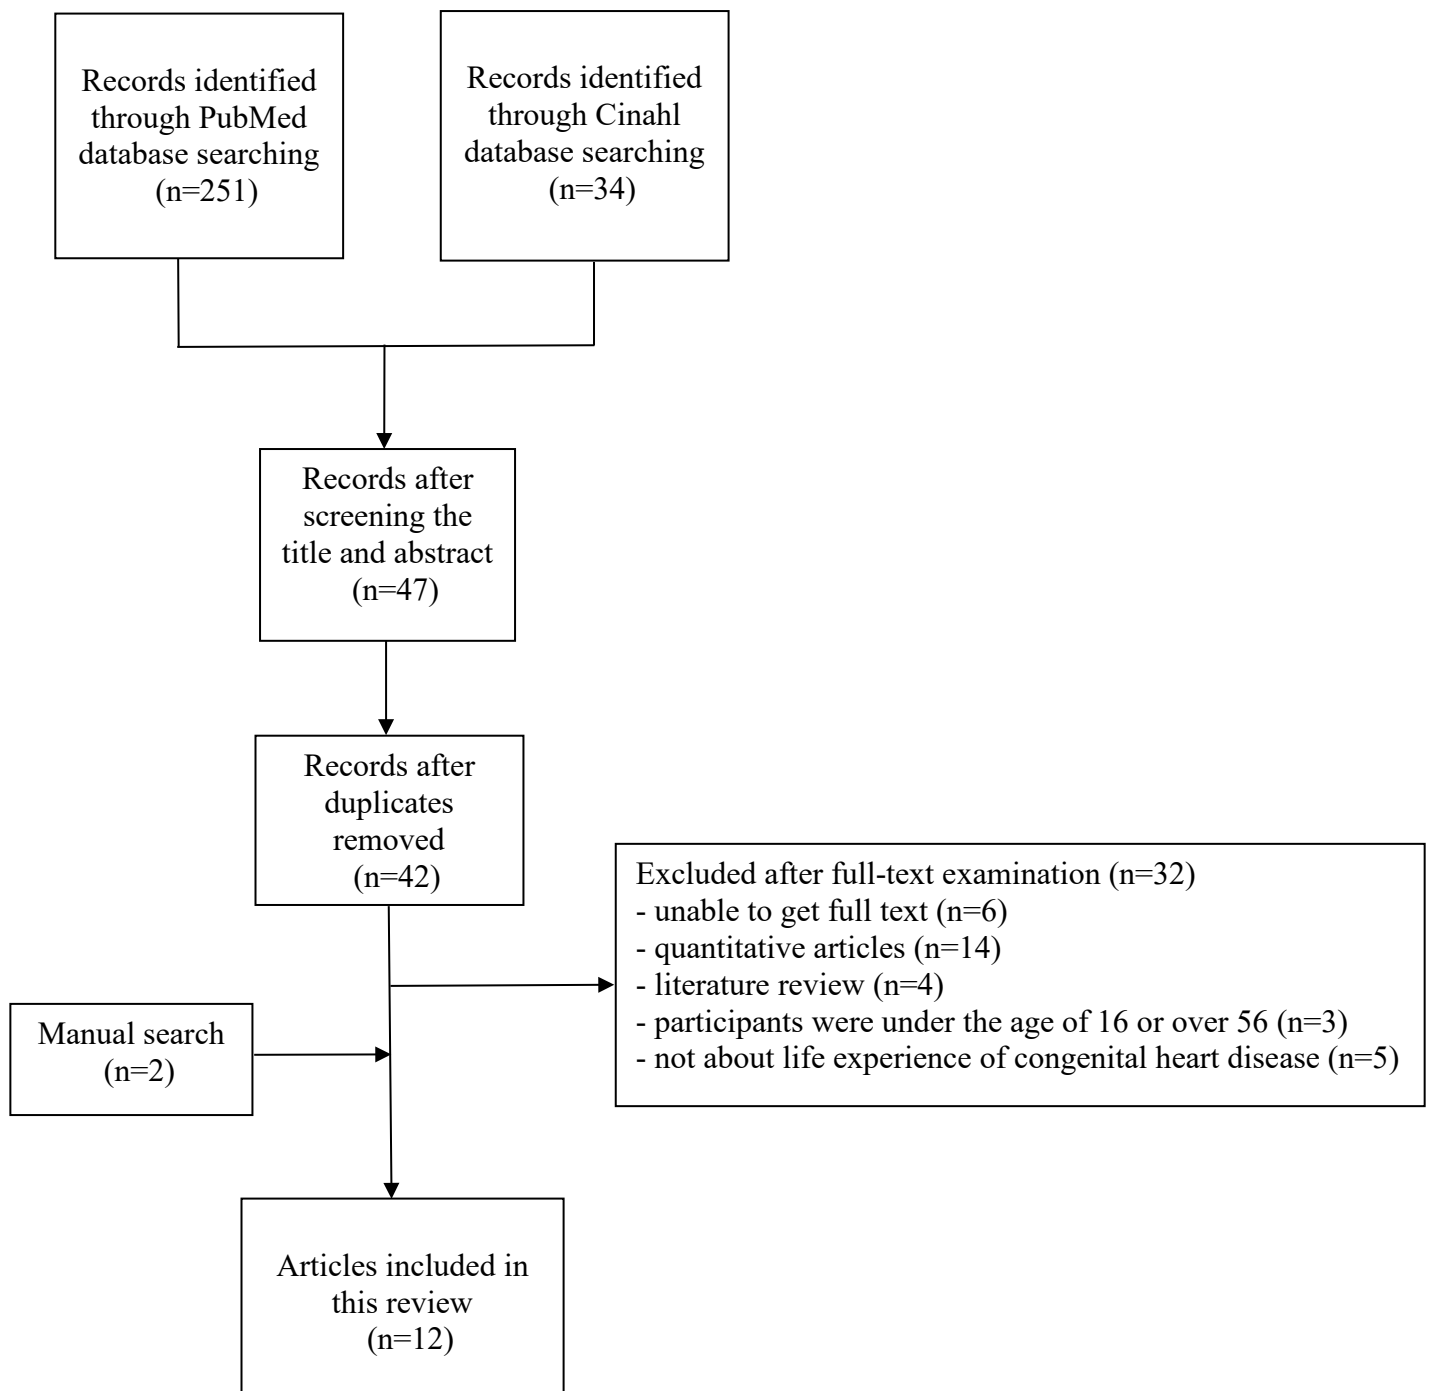 Records identified
through PubMed
database searching
(n=251)
Records identified
through Cinahl
database searching
(n=34)
Records after
screening the
title and abstract
(n=47)
Records after
duplicates
removed
(n=42)
Excluded after full-text examination (n=32)
- unable to get full text (n=6)
- quantitative articles (n=14)
- literature review (n=4)
- participants were under the age of 16 or over 56 (n=3)
- not about life experience of congenital heart disease (n=5)
Manual search
(n=2)
Articles included in
this review
(n=12)